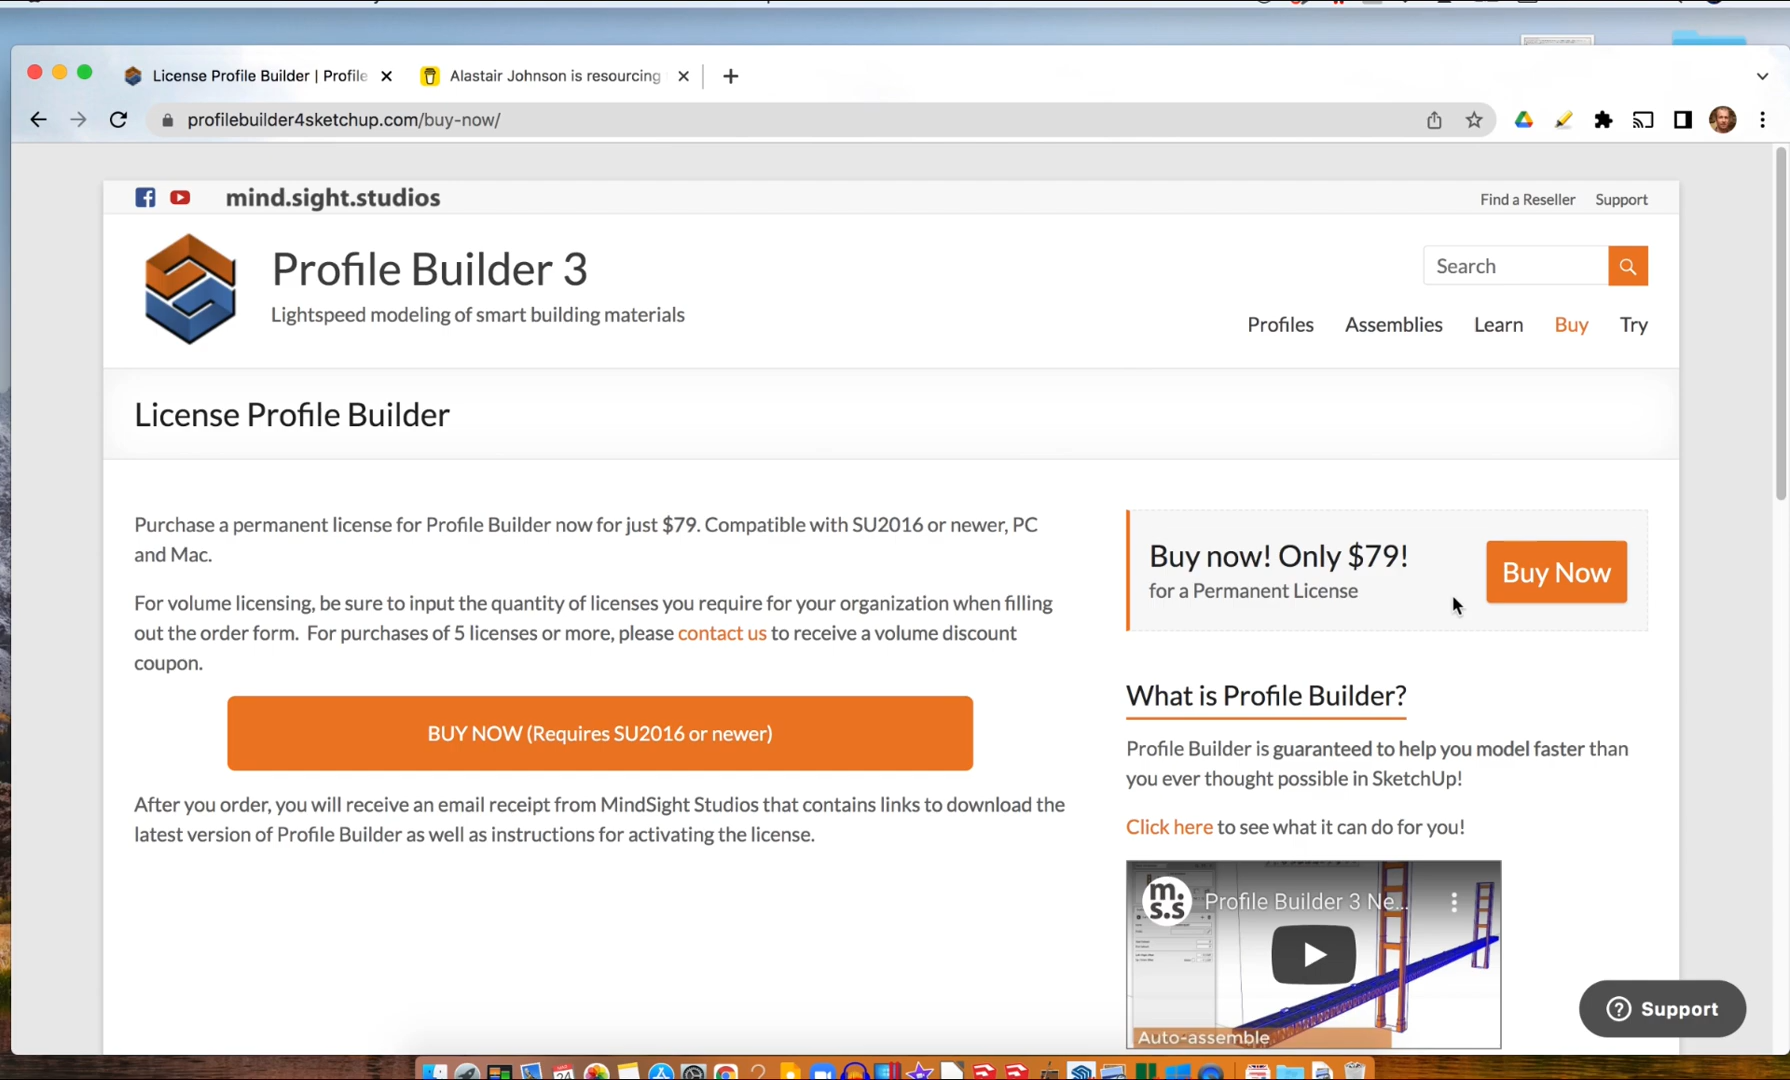 License Profile Builder | Profile
Alastair Johnson is resourcing
profilebuilder4sketchup.com/buy-now/
mind.sight.studios
Find a Reseller Support
Profile Builder 3
Lightspeed modeling of smart building materials
Search
Profiles Assemblies Learn Buy Try
License Profile Builder
Purchase a permanent license for Profile Builder now for just $79. Compatible with SU2016 or newer, PC
and Mac.
For volume licensing, be sure to input the quantity of licenses you require for your organization when filling
out the order form. For purchases of 5 licenses or more, please contact us to receive a volume discount
coupon.
BUY NOW (Requires SU2016 or newer)
After you order, you will receive an email receipt from MindSight Studios that contains links to download the
latest version of Profile Builder as well as instructions for activating the license.
Buy now! Only $79!
for a Permanent License
Buy Now
What is Profile Builder?
Profile Builder is guaranteed to help you model faster than
you ever thought possible in SketchUp!
Click here to see what it can do for you!
m.
s.s
Profile Builder 3 Ne...
Auto-assemble
Support